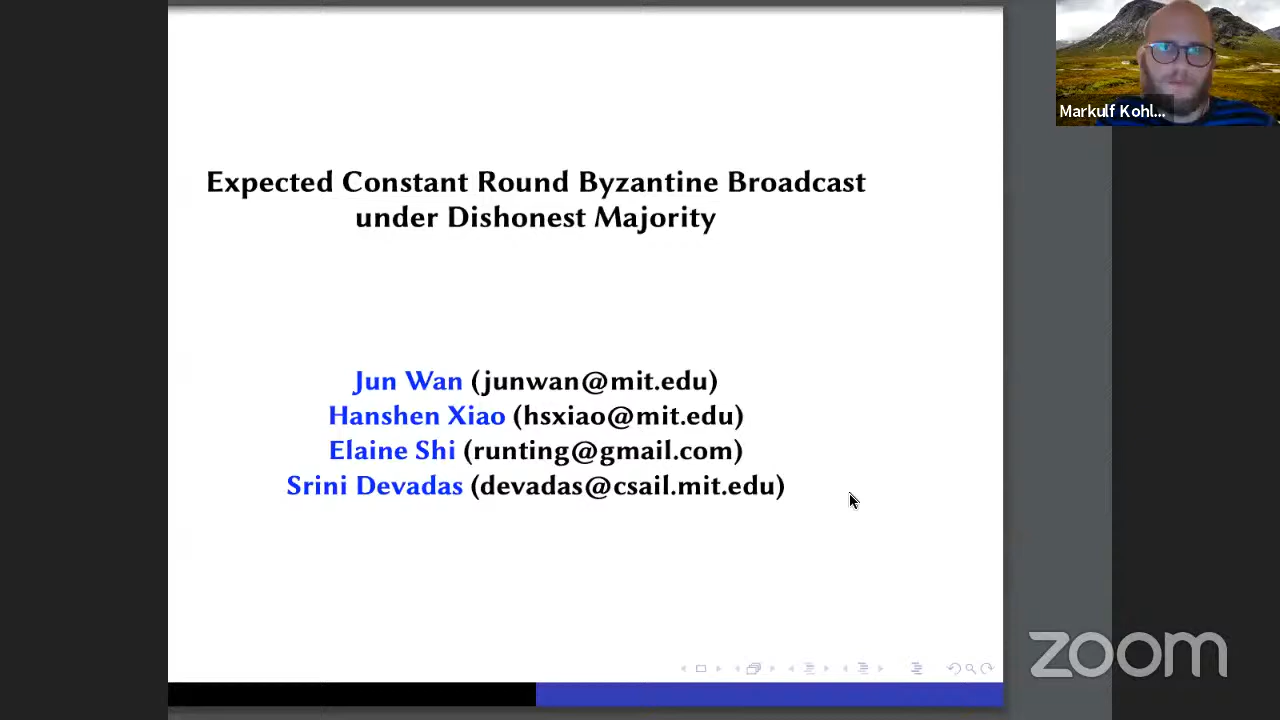 Expected Constant Round Byzantine Broadcast
under Dishonest Majority
Jun Wan (junwan@mit.edu)
Hanshen Xiao (hsxiao@mit.edu)
Elaine Shi (runting@gmail.com)
Srini Devadas (devadas@csail.mit.edu)
Markulf Kohl...
zoom